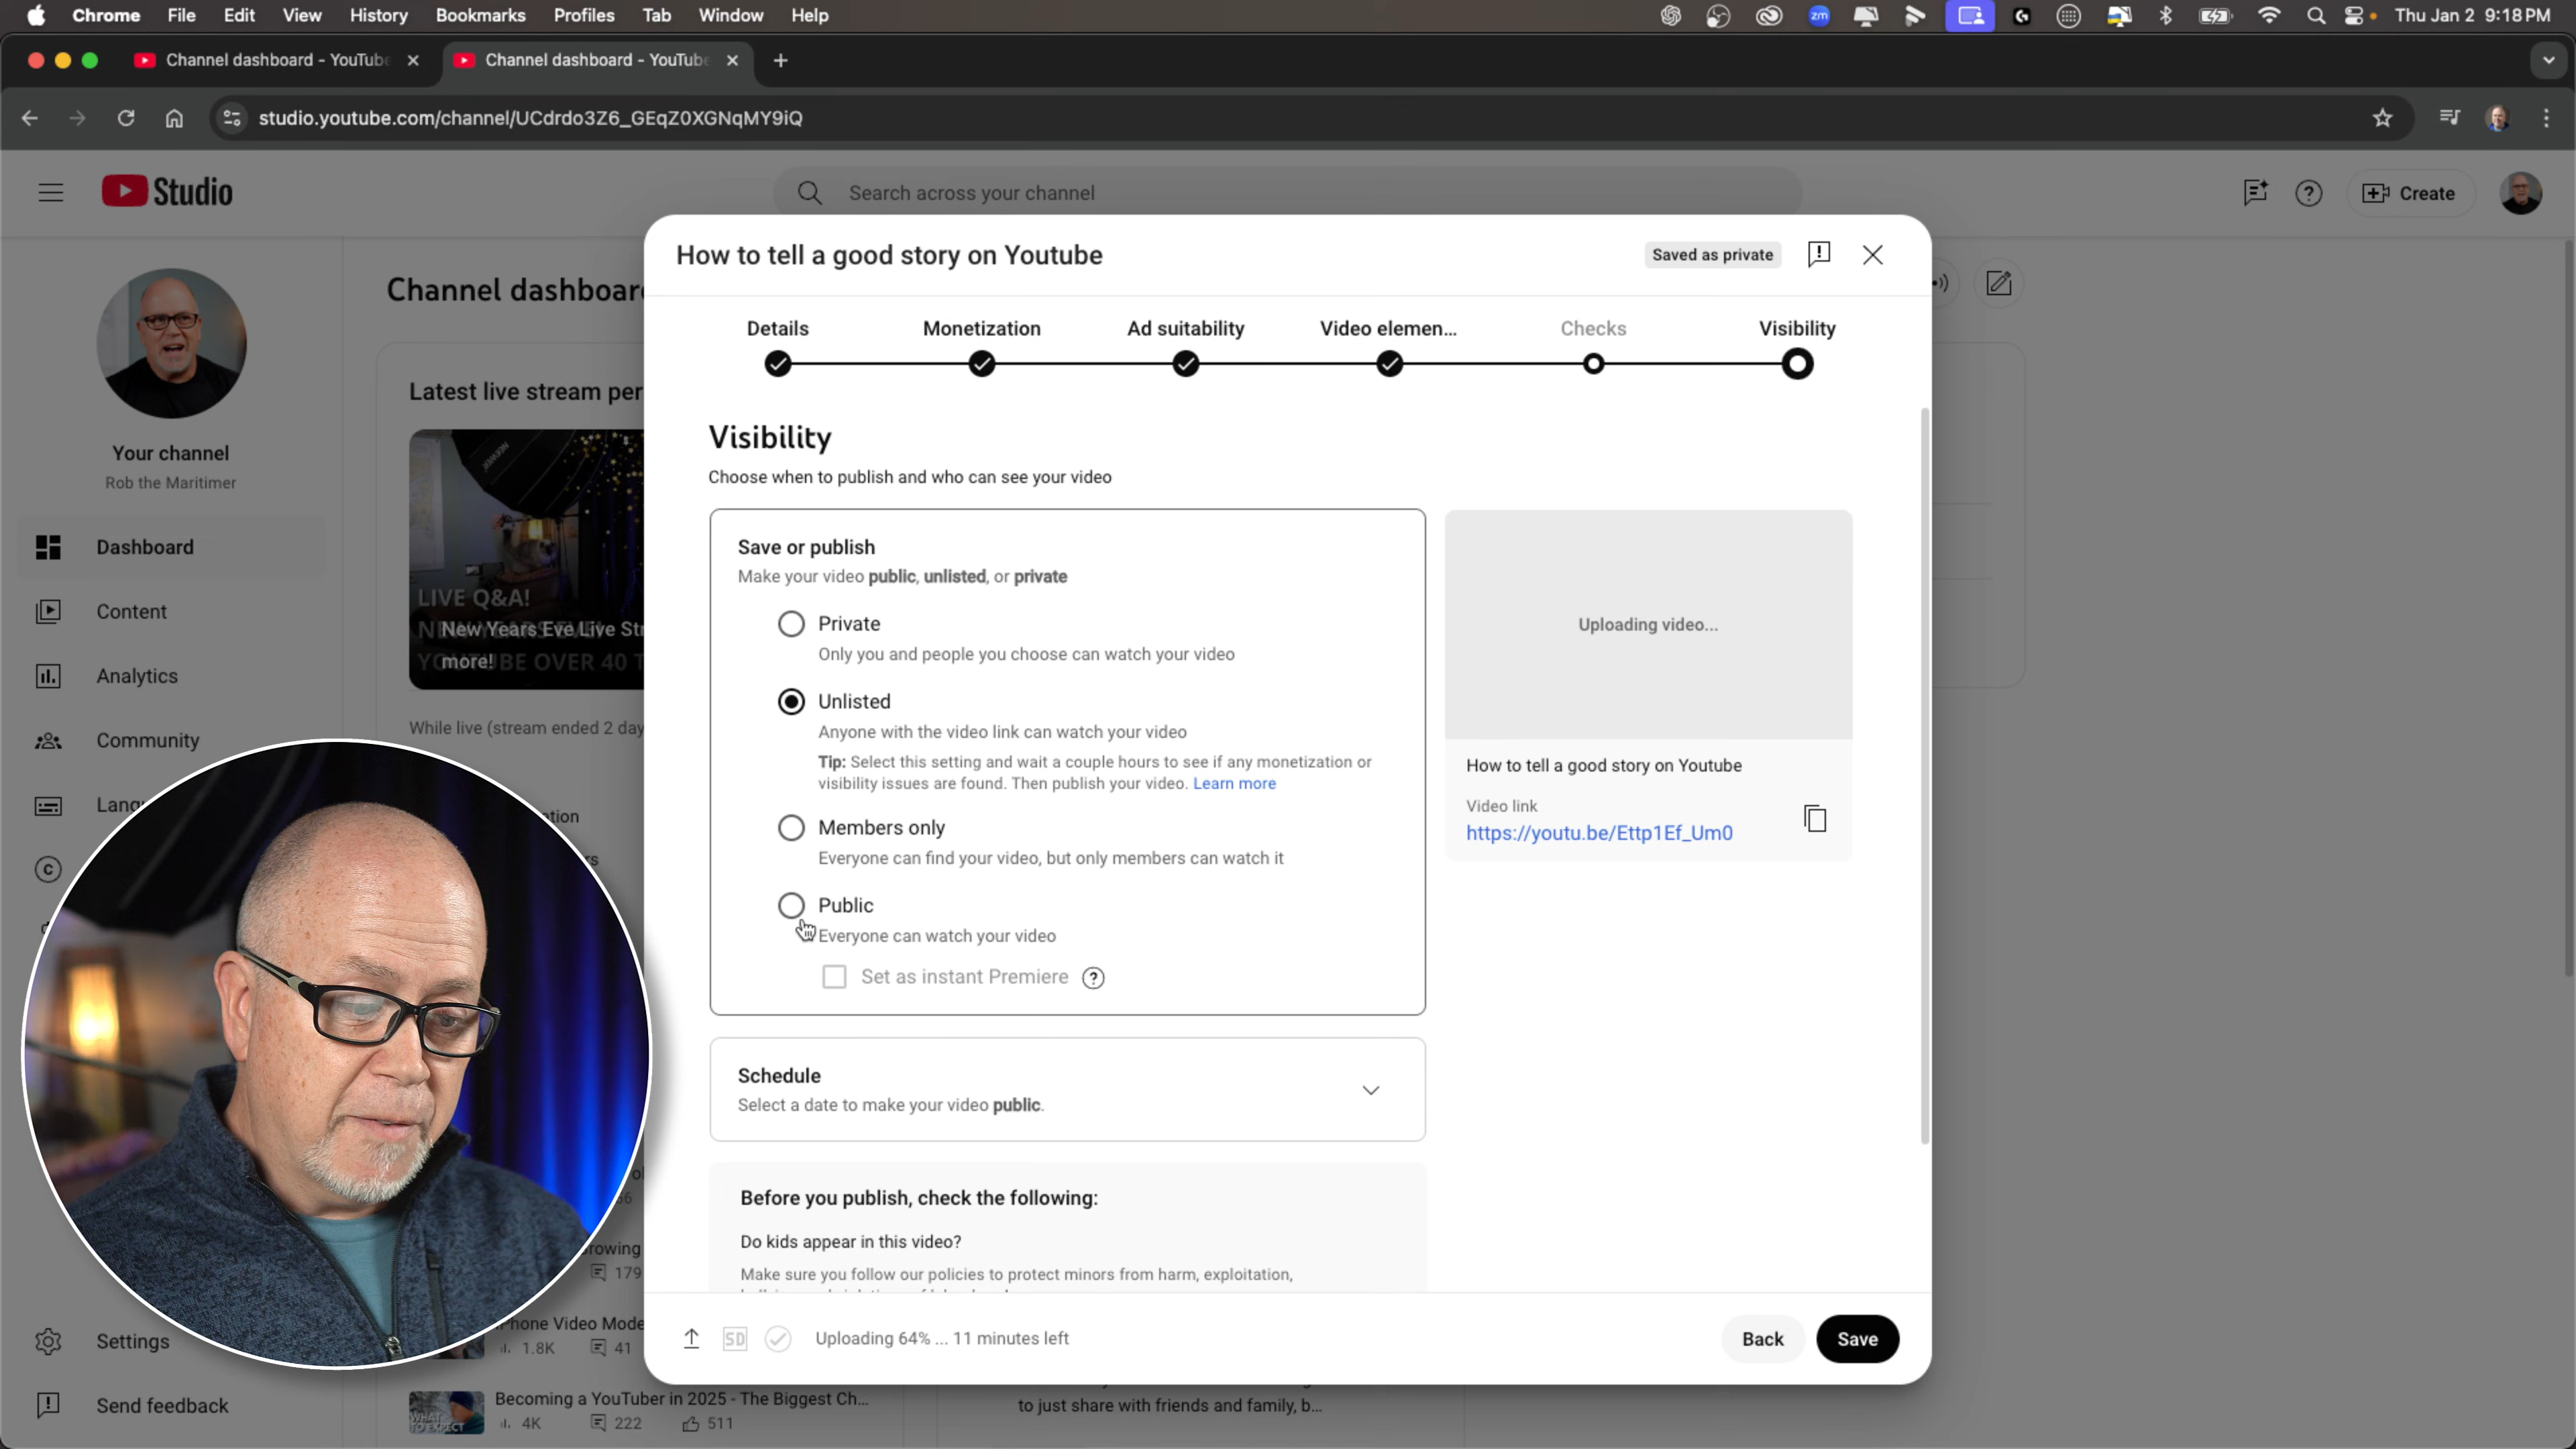 Chrome File Edit View History Bookmarks Profiles Tab Window Help
zm
Thu Jan 2 9:18 PM
Channel dashboard - YouTube
Channel dashboard - YouTube
studio.youtube.com/channel/UCdrdo3Z6_GEqZ0XGNqMY9iQ
Studio
Search across your channel
Create
Your channel
Rob the Maritimer
Dashboard
Content
Analytics
Community
Settings
Send feedback
Latest live stream per
LIVE Q&A!
New Years Eve Live Str
more!
YOUTUBE OVER 40
While live (stream ended 2 day
179
iPhone Video Mode
1.8K 41
Becoming a YouTuber in 2025 - The Biggest Ch...
4K 222 511
to just share with friends and family, b...
How to tell a good story on Youtube
Saved as private
Details Monetization Ad suitability Video elemen... Checks Visibility
Visibility
Choose when to publish and who can see your video
Save or publish
Make your video public, unlisted, or private
Private
Only you and people you choose can watch your video
Unlisted
Anyone with the video link can watch your video
Tip: Select this setting and wait a couple hours to see if any monetization or
visibility issues are found. Then publish your video. Learn more
Members only
Everyone can find your video, but only members can watch it
Public
Everyone can watch your video
Set as instant Premiere
Uploading video...
How to tell a good story on Youtube
Video link
https://youtu.be/Ettp1Ef_Um0
Schedule
Select a date to make your video public.
Before you publish, check the following:
Do kids appear in this video?
Make sure you follow our policies to protect minors from harm, exploitation,
SD Uploading 64% ... 11 minutes left
Back
Save